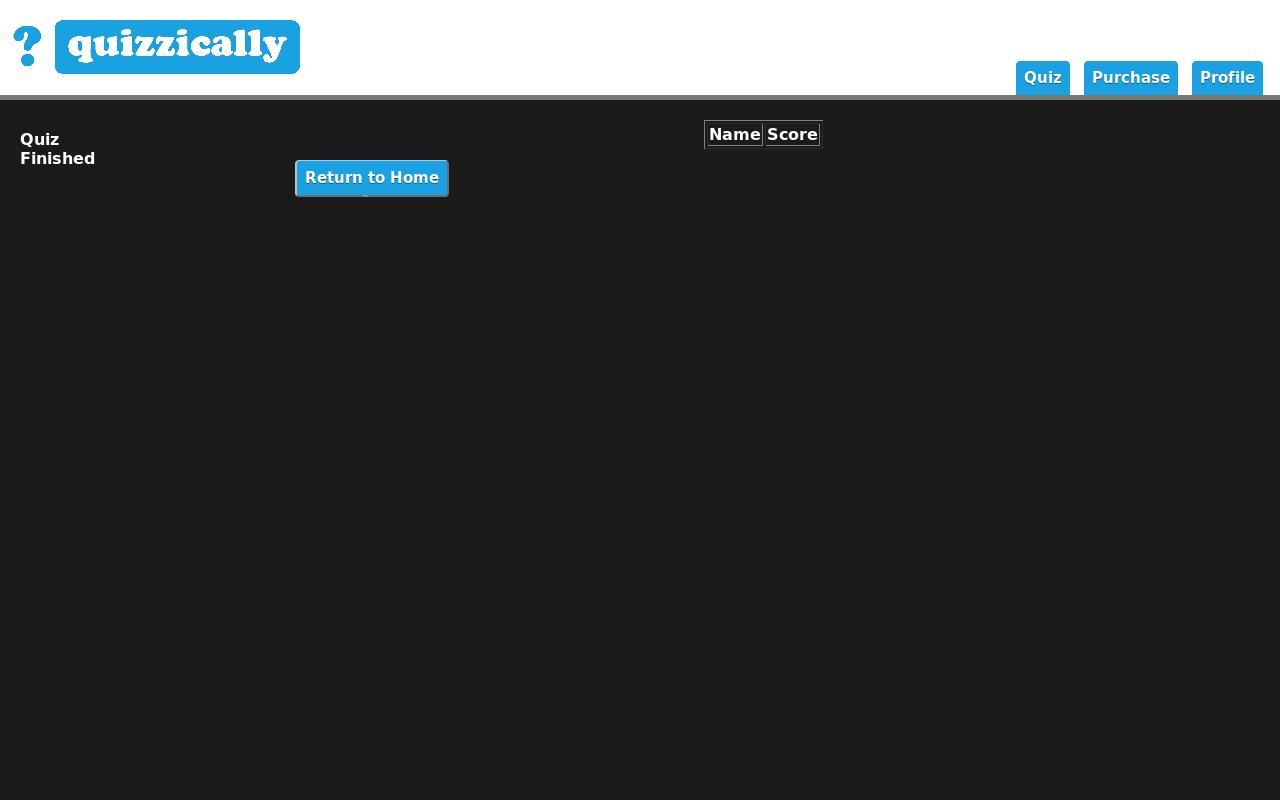 ? quizzically
Quiz Purchase Profile
Quiz
Finished
Return to Home
Name Score